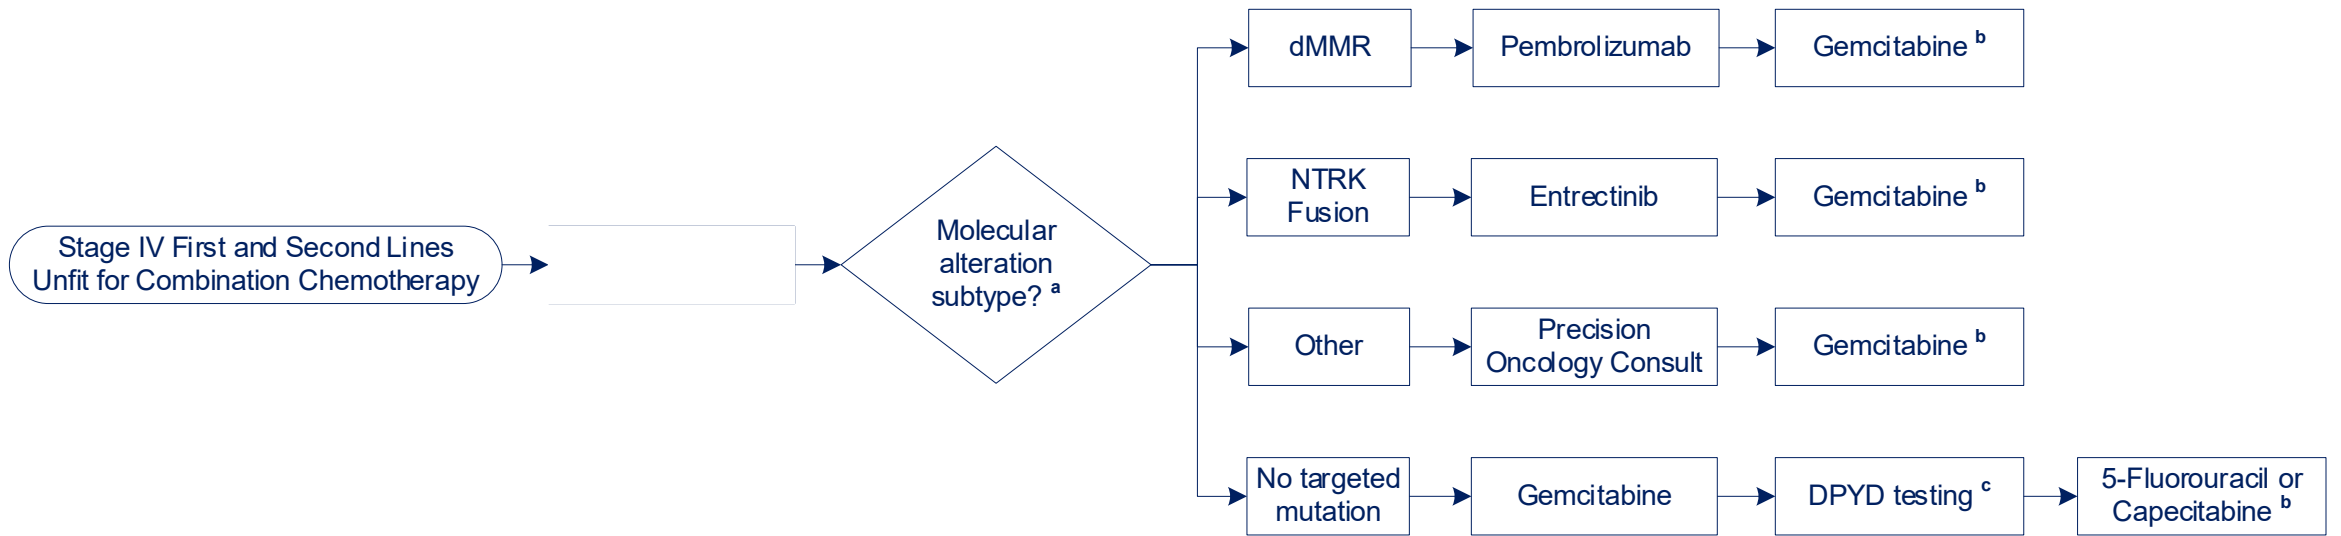 Stage IV First and Second Lines
Unfit for Combination Chemotherapy
Molecular
alteration
subtype? a
dMMR
Pembrolizumab
Gemcitabine b
NTRK
Fusion
Entrectinib
Gemcitabine b
Other
Precision
Oncology Consult
Gemcitabine b
No targeted
mutation
Gemcitabine
DPYD testing c
5-Fluorouracil or
Capecitabine b